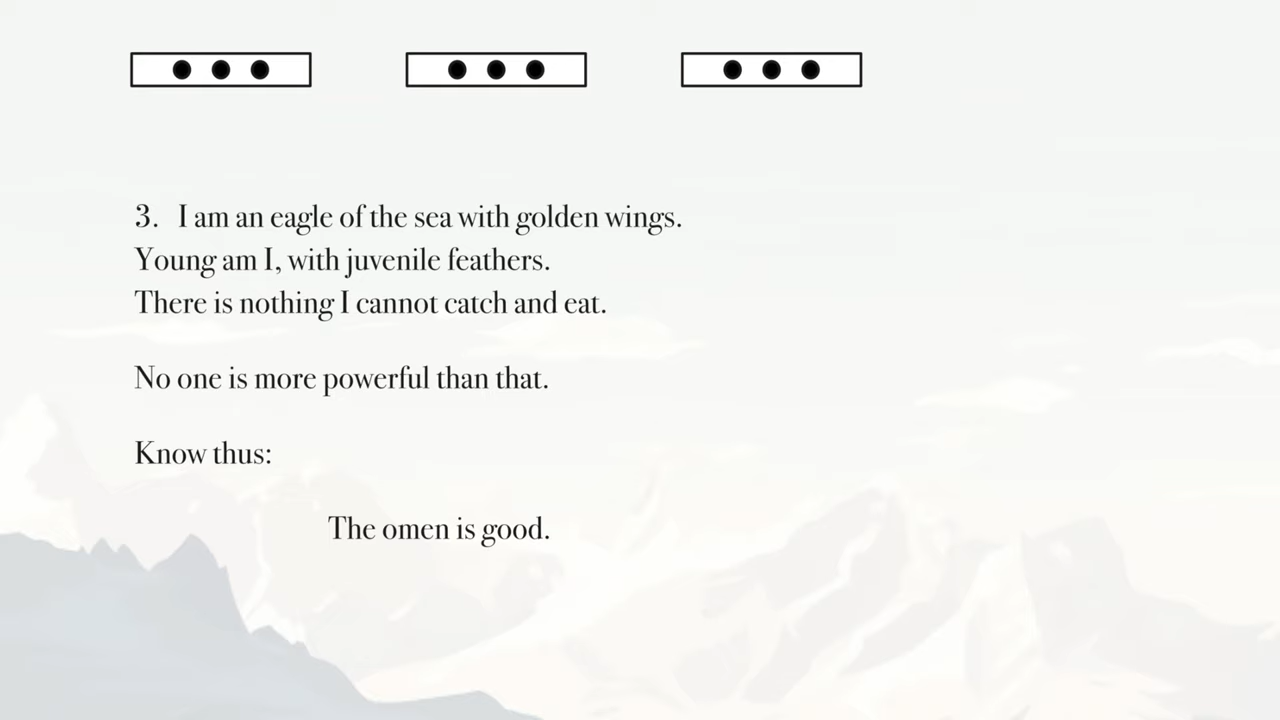 3. I am an eagle of the sea with golden wings.
Young am I, with juvenile feathers.
There is nothing I cannot catch and eat.
No one is more powerful than that.
Know thus:
The omen is good.